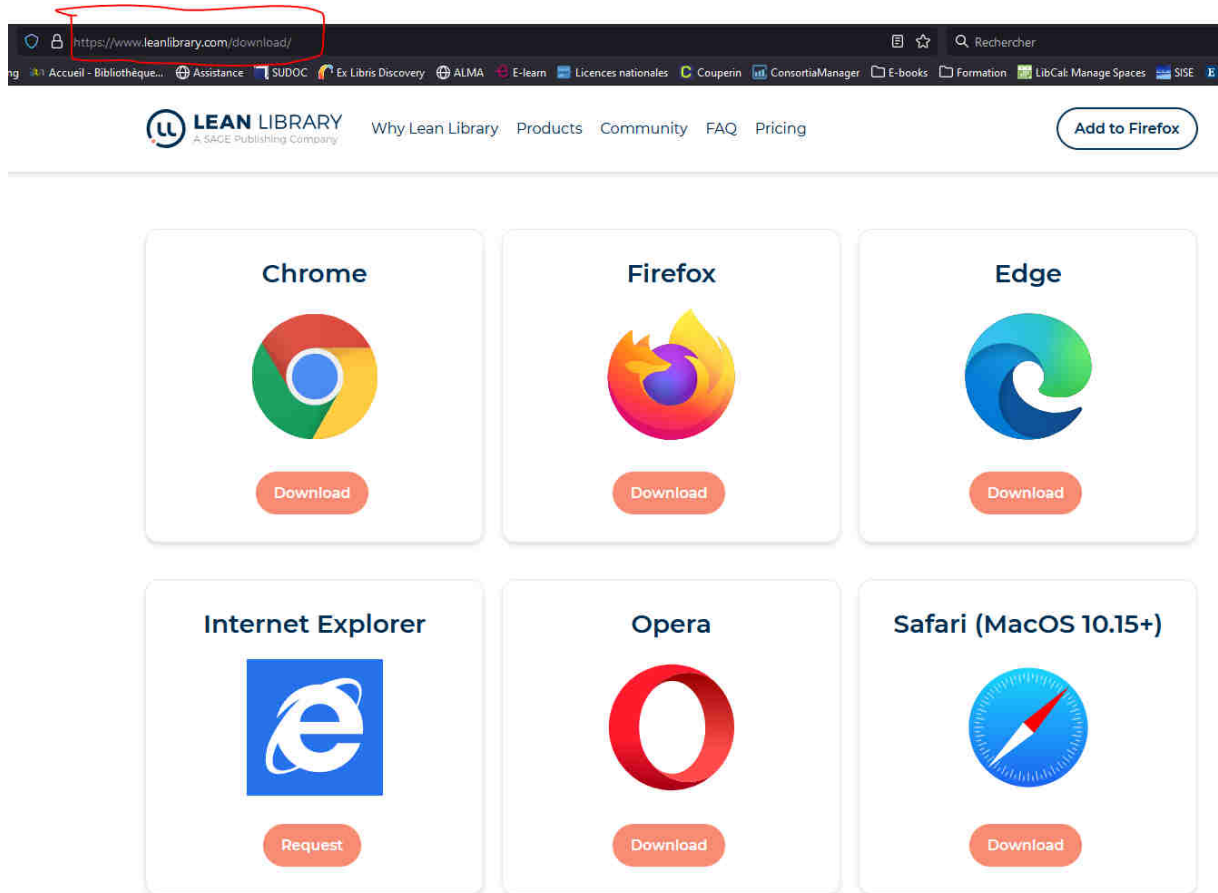 https://www.leanlibrary.com/download/
Rechercher
ng Accueil - Bibliothèque... Assistance SUDOC Ex Libris Discovery ALMA E-learn Licences nationales Couperin ConsortiaManager E-books Formation LibCal: Manage Spaces SISE
LEAN LIBRARY
A SAGE Publishing Company
Why Lean Library Products Community FAQ Pricing
Add to Firefox
Chrome Firefox Edge
Download Download Download
Internet Explorer Opera Safari (MacOS 10.15+)
Request Download Download